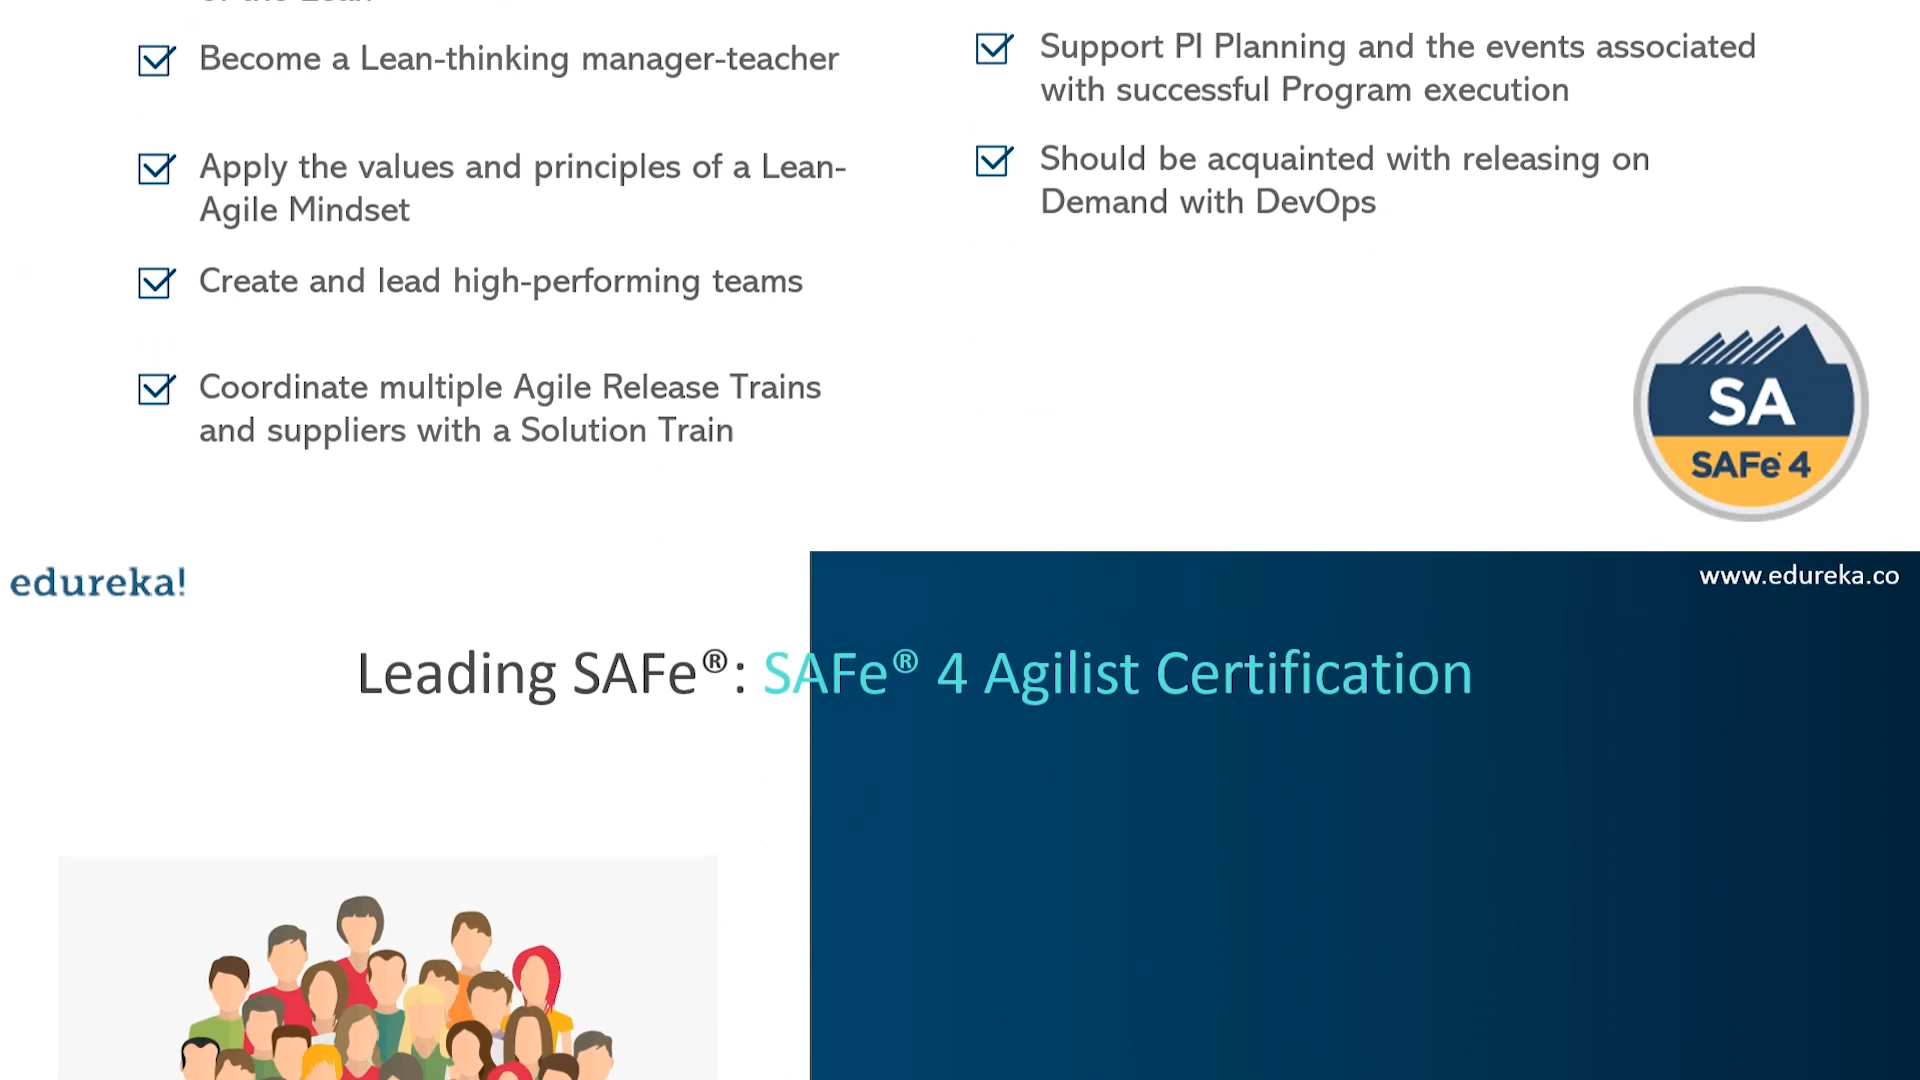 Become a Lean-thinking manager-teacher
Apply the values and principles of a Lean-
Agile Mindset
Create and lead high-performing teams
Coordinate multiple Agile Release Trains
and suppliers with a Solution Train
Support PI Planning and the events associated
with successful Program execution
Should be acquainted with releasing on
Demand with DevOps
SA
SAFe® 4
edureka!
www.edureka.co
Leading SAFe®: SAFe® 4 Agilist Certification